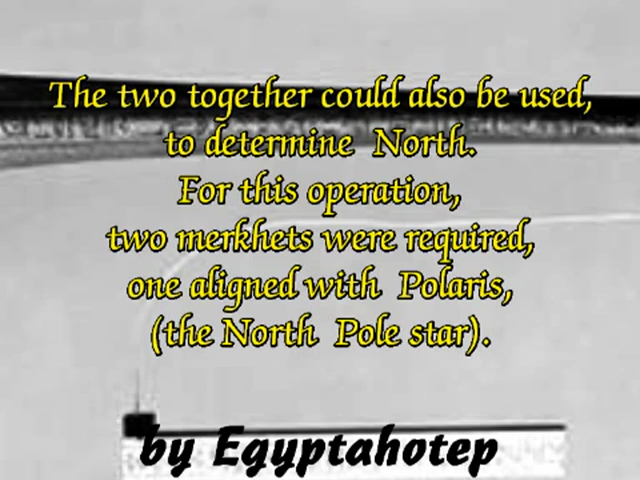 The two together could also be used,
to determine North.
For this operation,
two merkhets were required,
one aligned with Polaris,
(the North Pole star).
by Egyptahotep